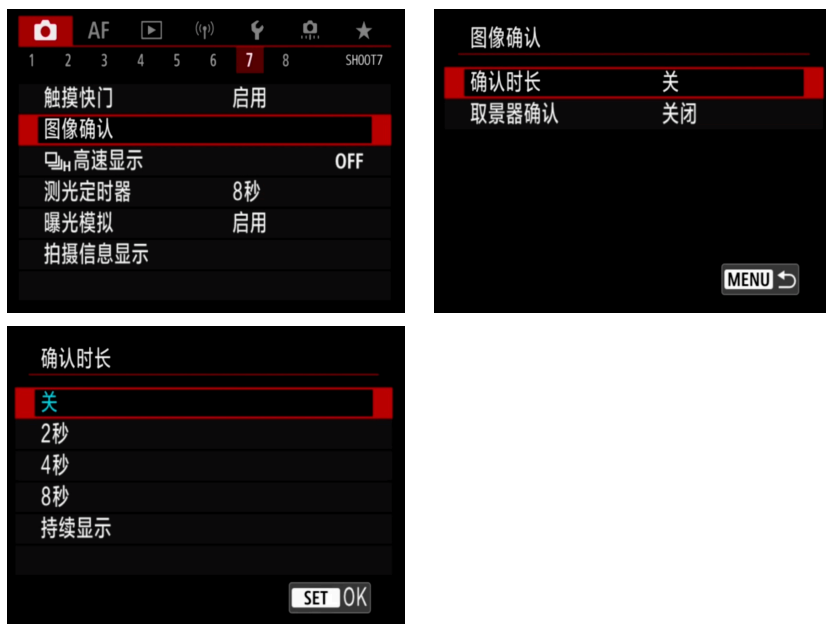 AF
1 2 3 4 5 6 7 8 SHOOT7
触摸快门 启用
图像确认
H高速显示 OFF
测光定时器 8秒
曝光模拟 启用
拍摄信息显示
图像确认
确认时长 关
取景器确认 关闭
MENU
确认时长
关
2秒
4秒
8秒
持续显示
SET OK